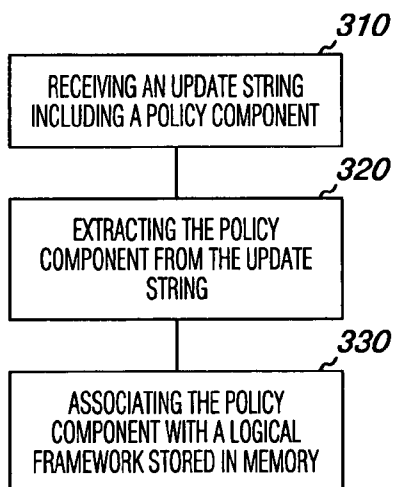 310
RECEIVING AN UPDATE STRING
INCLUDING A POLICY COMPONENT
320
EXTRACTING THE POLICY
COMPONENT FROM THE UPDATE
STRING
330
ASSOCIATING THE POLICY
COMPONENT WITH A LOGICAL
FRAMEWORK STORED IN MEMORY